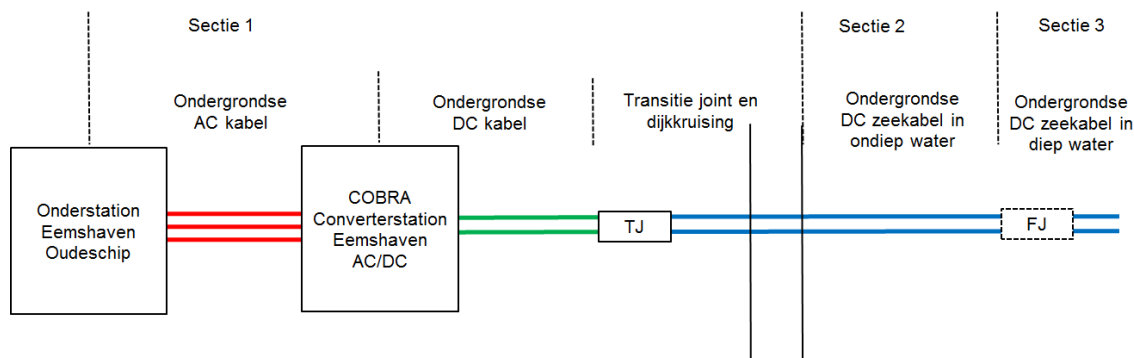 Sectie 1
Sectie 2
Sectie 3
Ondergrondse
AC kabel
Ondergrondse
DC kabel
Transitie joint en
dijkkruising
Ondergrondse
DC zeekabel in
ondiep water
Ondergrondse
DC zeekabel in
diep water
Onderstation
Eemshaven
Oudeschip
COBRA
Converterstation
Eemshaven
AC/DC
TJ
FJ